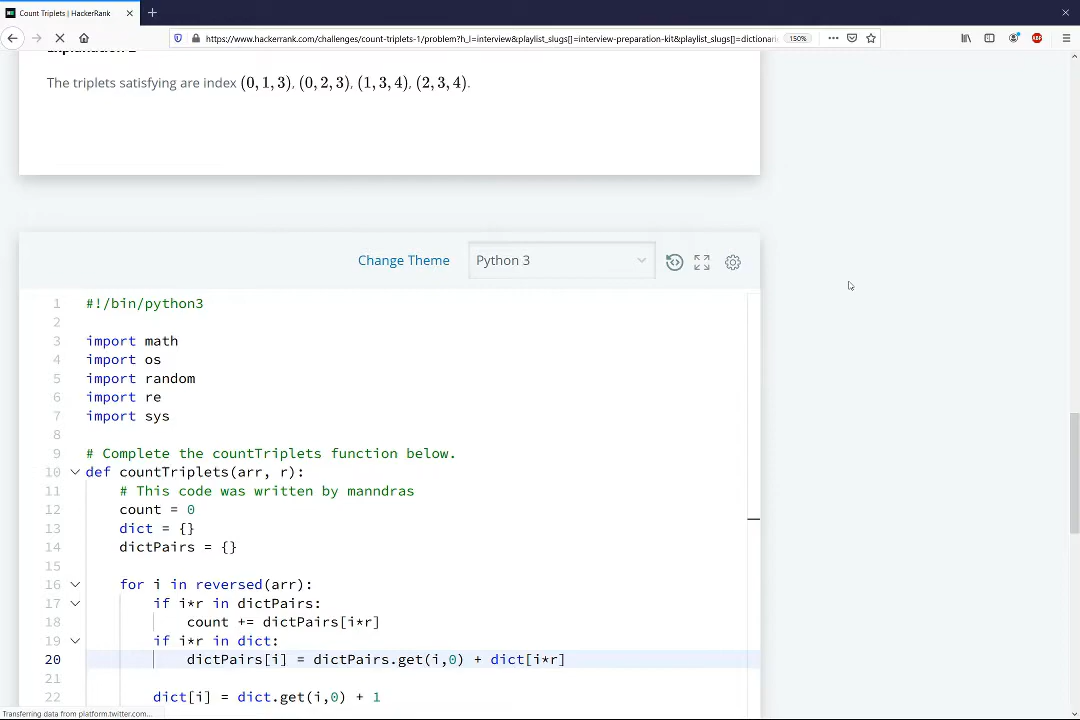 Count Triplets | HackerRank
https://www.hackerrank.com/challenges/count-triplets-1/problem?h_l=interview&playlist_slugs[]=interview-preparation-kit&playlist_slugs[]=dictionar
150%
ABP
The triplets satisfying are index (0, 1, 3), (0, 2, 3), (1, 3, 4), (2, 3, 4).
Change Theme
Python 3
1 #!/bin/python3
2
3 import math
4 import os
5 import random
6 import re
7 import sys
8
9 # Complete the countTriplets function below.
10 def countTriplets(arr, r):
11 # This code was written by manndras
12 count = 0
13 dict = {}
14 dictPairs = {}
15
16 for i in reversed(arr):
17 if i*r in dictPairs:
18 count += dictPairs[i*r]
19 if i*r in dict:
20 dictPairs[i] = dictPairs.get(i,0) + dict[i*r]
21
22 dict[i] = dict.get(i,0) + 1
Transferring data from platform.twitter.com...